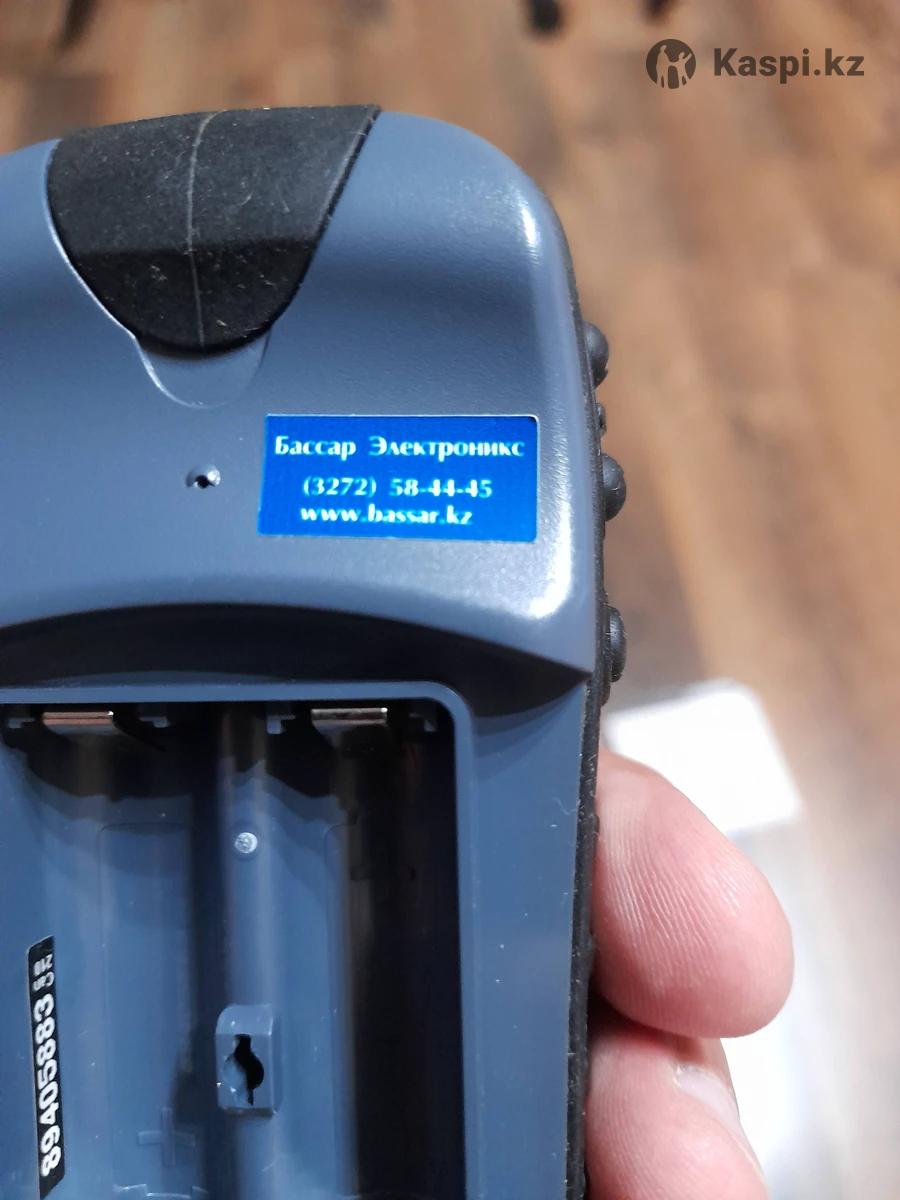 Kaspi.kz
Бассар Электроникс
(3272) 58-44-45
www.bassar.kz
89405883